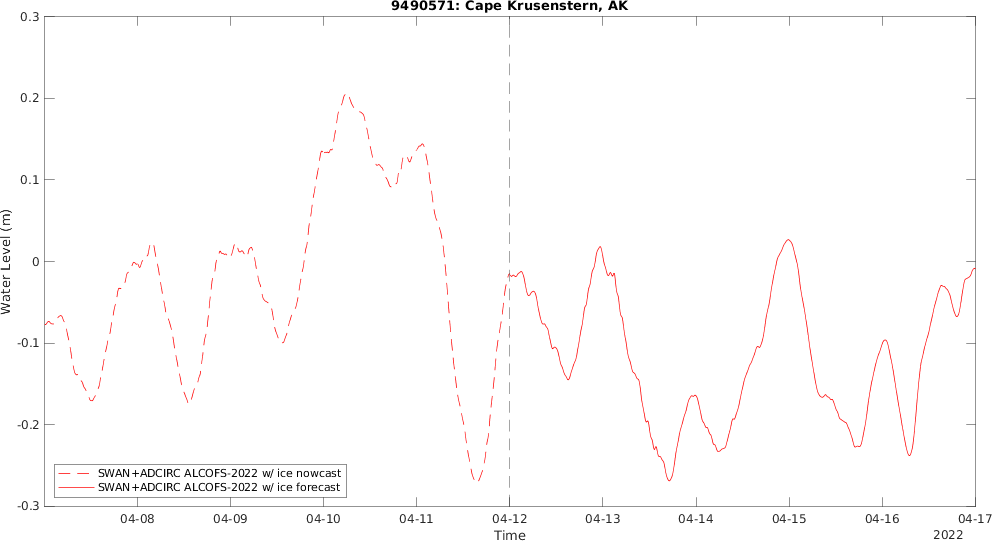 9490571: Cape Krusenstern, AK
0.3
0.2
0.1
0
-0.1
-0.2
-0.3
Water Level (m)
SWAN+ADCIRC ALCOFS-2022 w/ ice nowcast
SWAN+ADCIRC ALCOFS-2022 w/ ice forecast
04-08 04-09 04-10 04-11 04-12 04-13 04-14 04-15 04-16 04-17
Time
2022